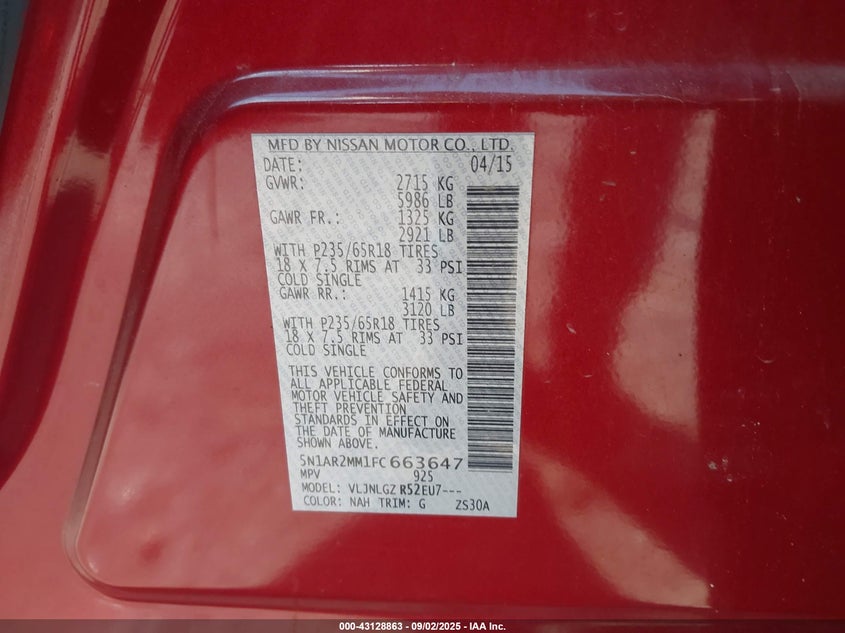 MFD BY NISSAN MOTOR CO., LTD.
DATE: 04/15
GVWR: 2715 KG
5986 LB
GAWR FR.: 1325 KG
2921 LB
WITH P235/65R18 TIRES
18 X 7.5 RIMS AT 33 PSI
COLD SINGLE
GAWR RR.: 1415 KG
3120 LB
WITH P235/65R18 TIRES
18 X 7.5 RIMS AT 33 PSI
COLD SINGLE
THIS VEHICLE CONFORMS TO
ALL APPLICABLE FEDERAL
MOTOR VEHICLE SAFETY AND
THEFT PREVENTION
STANDARDS IN EFFECT ON
THE DATE OF MANUFACTURE
SHOWN ABOVE.
5N1AR2MM1FC663647
MPV 925
MODEL: VLJNLGZ R52EU7---
COLOR: NAH TRIM: G ZS30A
000-43128863 - 09/02/2025 - IAA Inc.